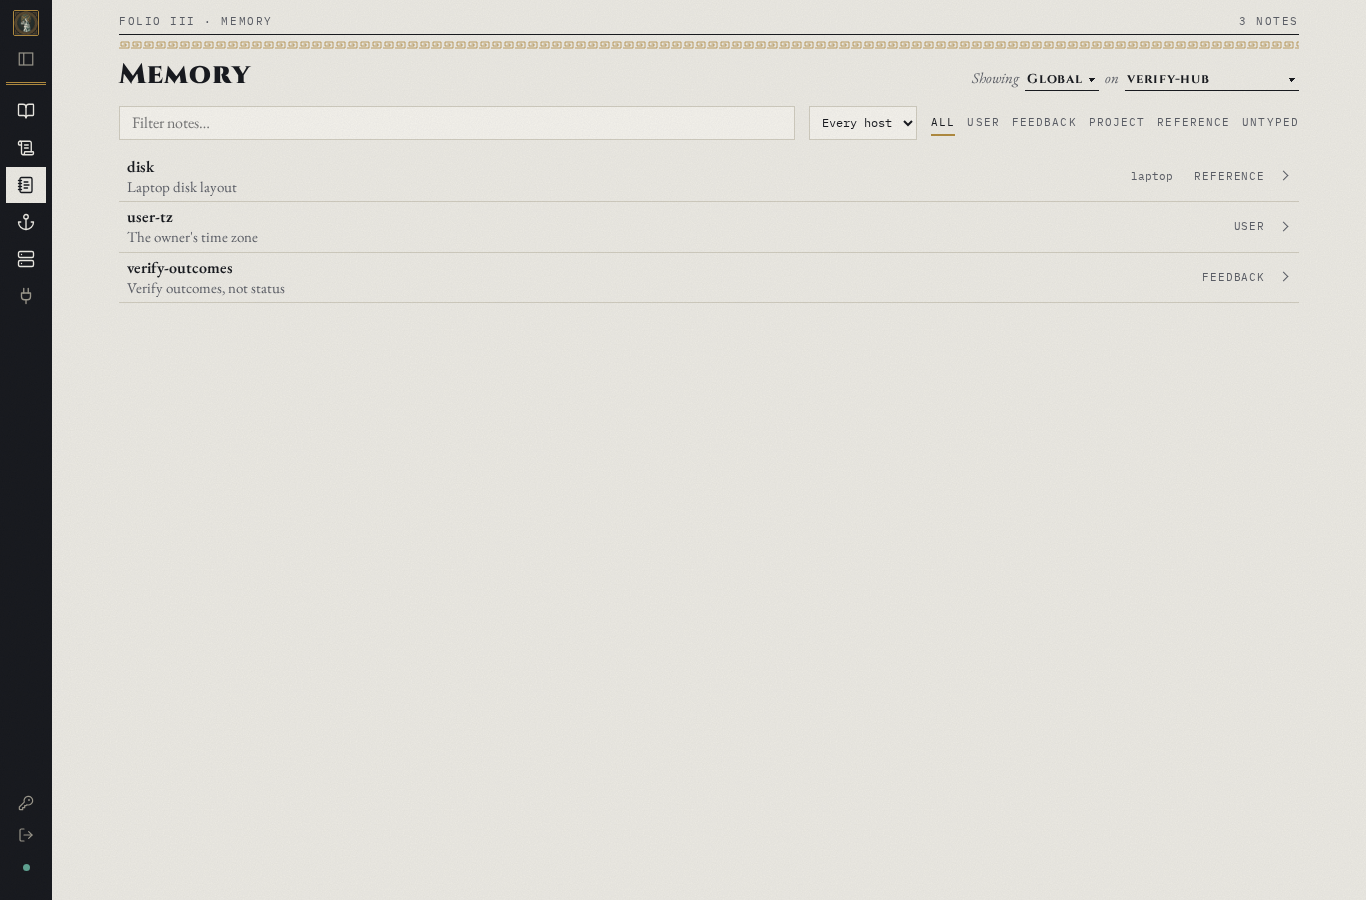 FOLIO III · MEMORY
3 NOTES
MEMORY
Showing GLOBAL on VERIFY-HUB
Filter notes...
Every host
ALL USER FEEDBACK PROJECT REFERENCE UNTYPED
disk
Laptop disk layout
laptop REFERENCE
user-tz
The owner's time zone
USER
verify-outcomes
Verify outcomes, not status
FEEDBACK